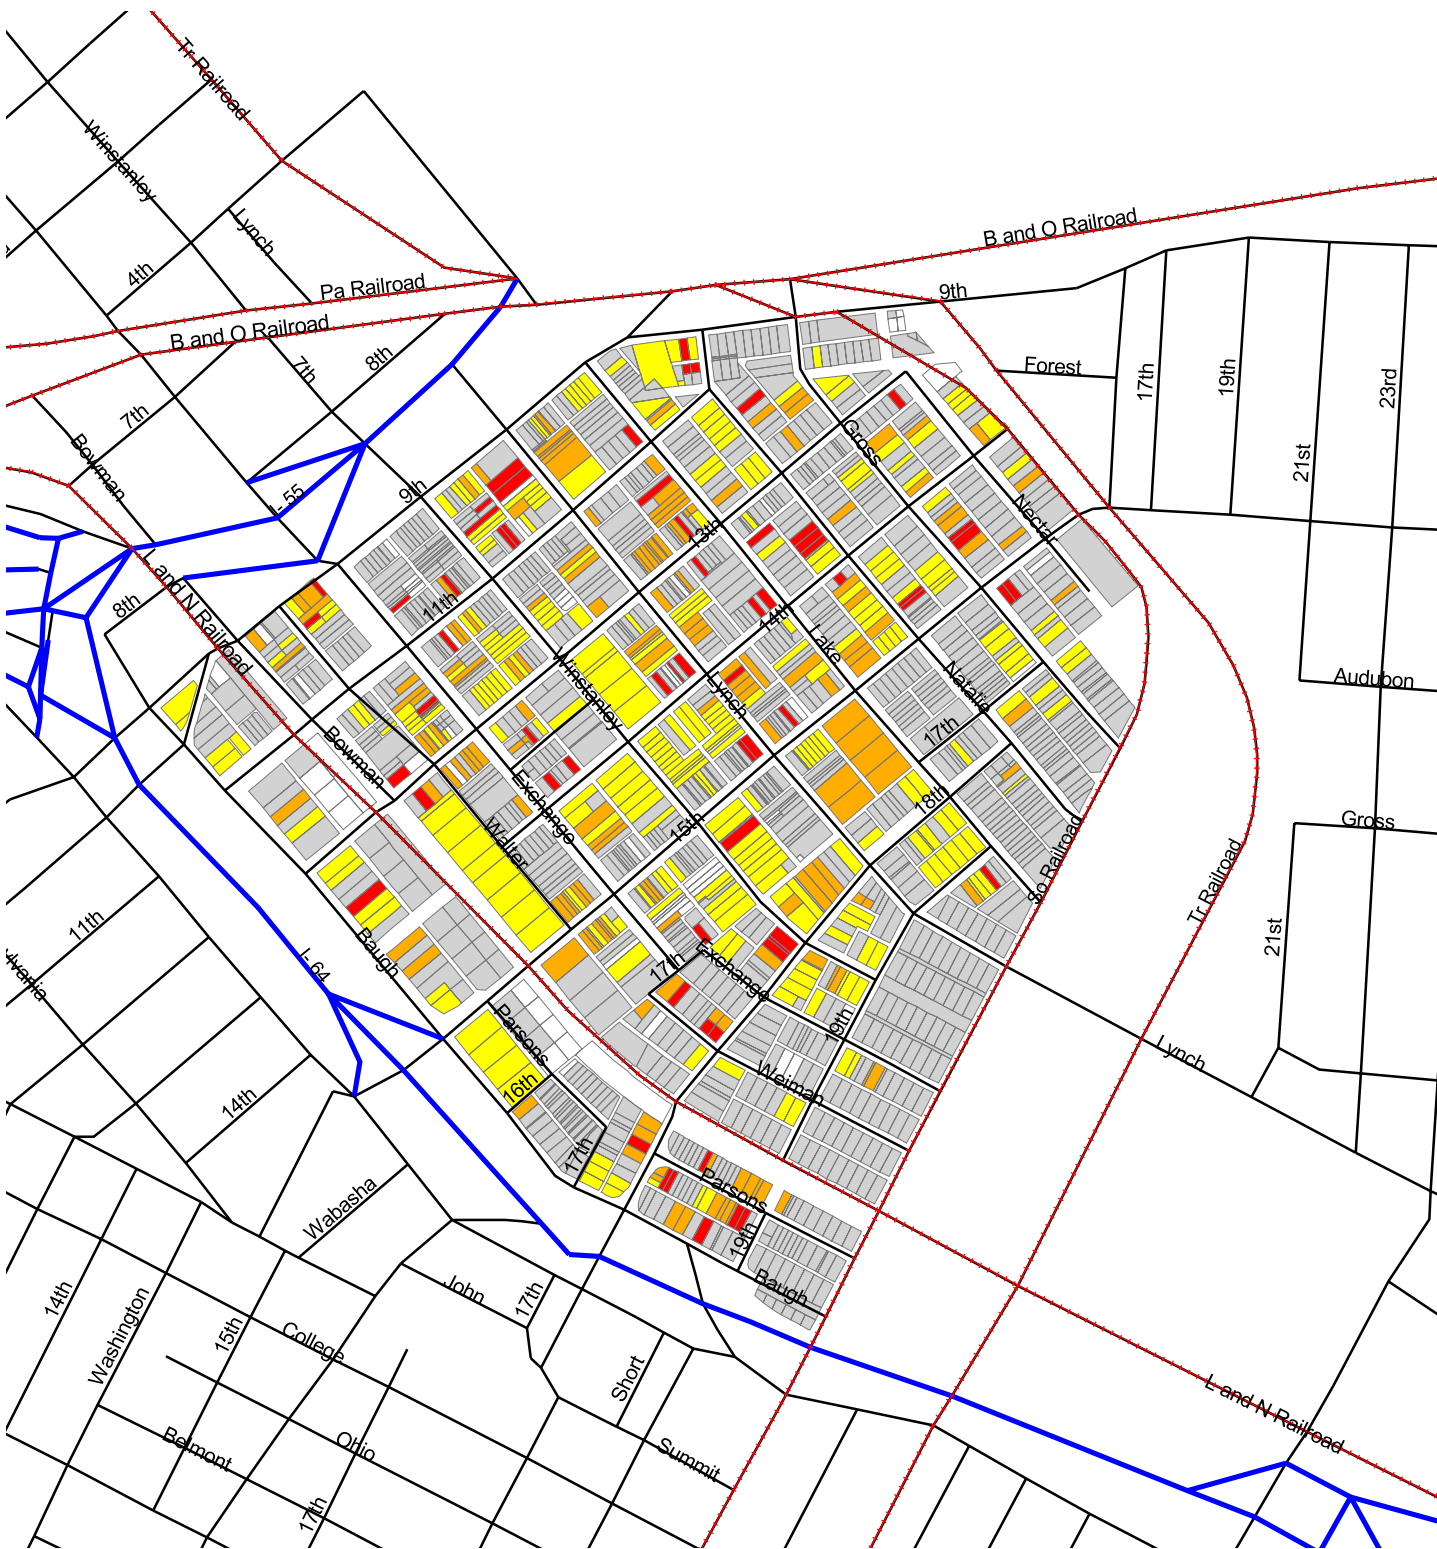 Tr Railroad
Winstanley
Lynch
4th
B and O Railroad
Pa Railroad
9th
B and O Railroad
7th
8th
Forest
17th
19th
23rd
7th
Bowman
Gross
21st
9th
I- 55
Nectar
13th
L and N Railroad
8th
11th
14th
Lake
Winstanley
Lynch
Natalie
Audubon
17th
Bowman
Exchange
18th
Walter
15th
Gross
So Railroad
Tr Railroad
11th
Baugh
I- 64
lvania
17th
Exchange
21st
19th
Parsons
Lynch
16th
Weiman
14th
17th
Parsons
Wabasha
19th
Baugh
14th
Washington
15th
College
John
17th
Short
L and N Railroad
Belmont
Ohio
Summit
17th